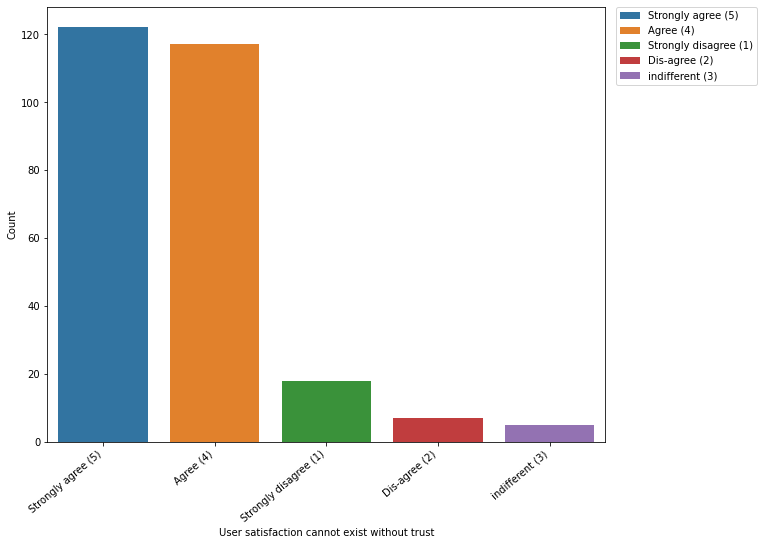 Strongly agree (5)
Agree (4)
Strongly disagree (1)
Dis-agree (2)
indifferent (3)
120
100
80
60
40
20
0
Count
Strongly agree (5)
Agree (4)
Strongly disagree (1)
Dis-agree (2)
indifferent (3)
User satisfaction cannot exist without trust